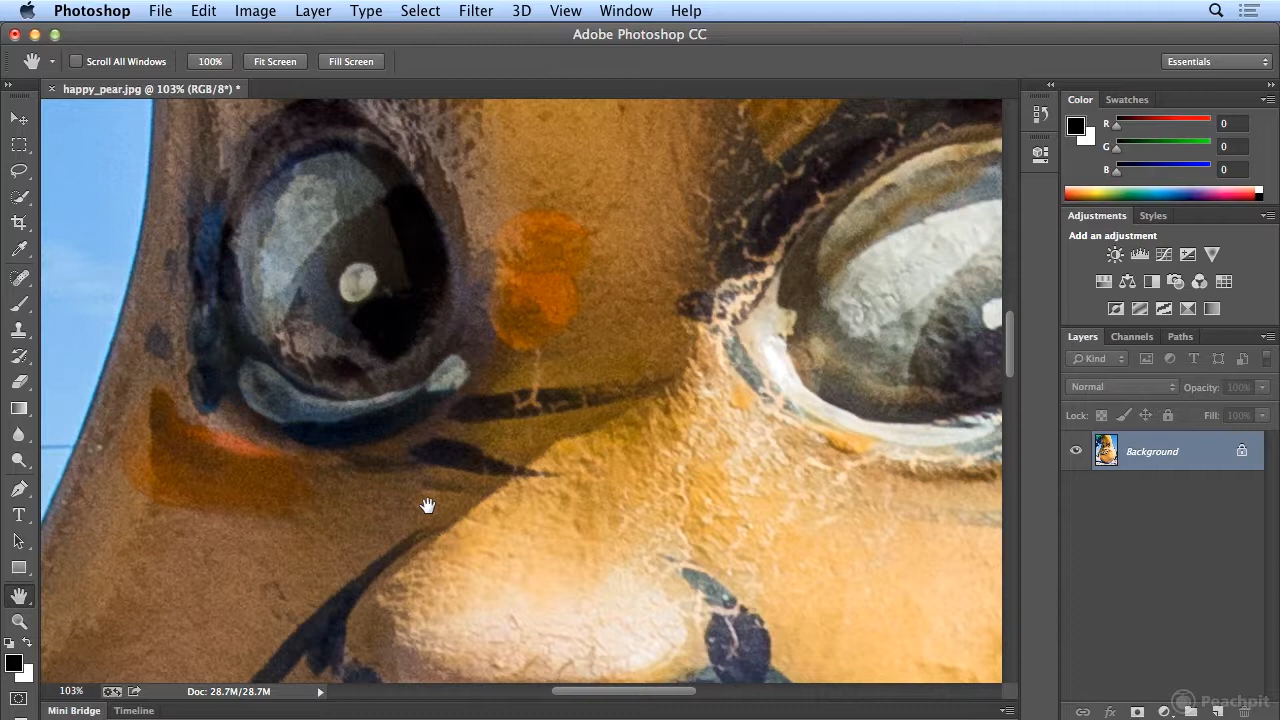 Photoshop File Edit Image Layer Type Select Filter 3D View Window Help
Adobe Photoshop CC
Scroll All Windows 100% Fit Screen Fill Screen Essentials
× happy_pear.jpg @ 103% (RGB/8*) *
Color Swatches
R 0
G 0
B 0
Adjustments Styles
Add an adjustment
Layers Channels Paths
Kind
Normal Opacity: 100%
Lock: Fill: 100%
Background
103% Doc: 28.7M/28.7M
Peachpit
Mini Bridge Timeline